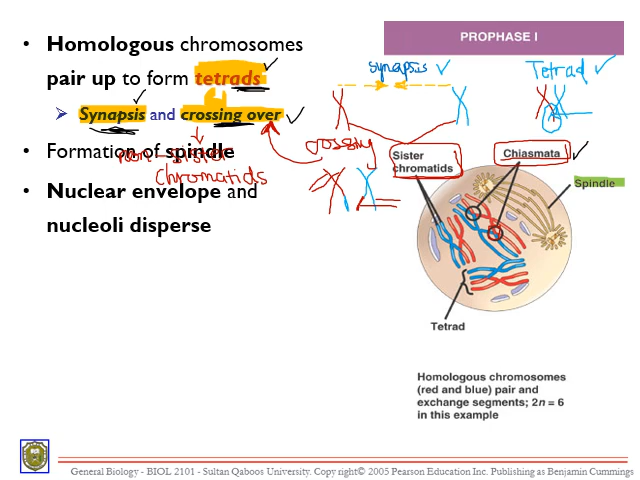 PROPHASE I
• Homologous chromosomes
pair up to form tetrads
Synapsis and crossing over
• Formation of spindle
non-sister
chromatids
• Nuclear envelope and
nucleoli disperse
synapsis
Tetrad
crossing
Sister
chromatids
Chiasmata
Spindle
Tetrad
Homologous chromosomes
(red and blue) pair and
exchange segments; 2n = 6
in this example
General Biology - BIOL 2101 - Sultan Qaboos University. Copyright© 2005 Pearson Education Inc. Publishing as Benjamin Cummings